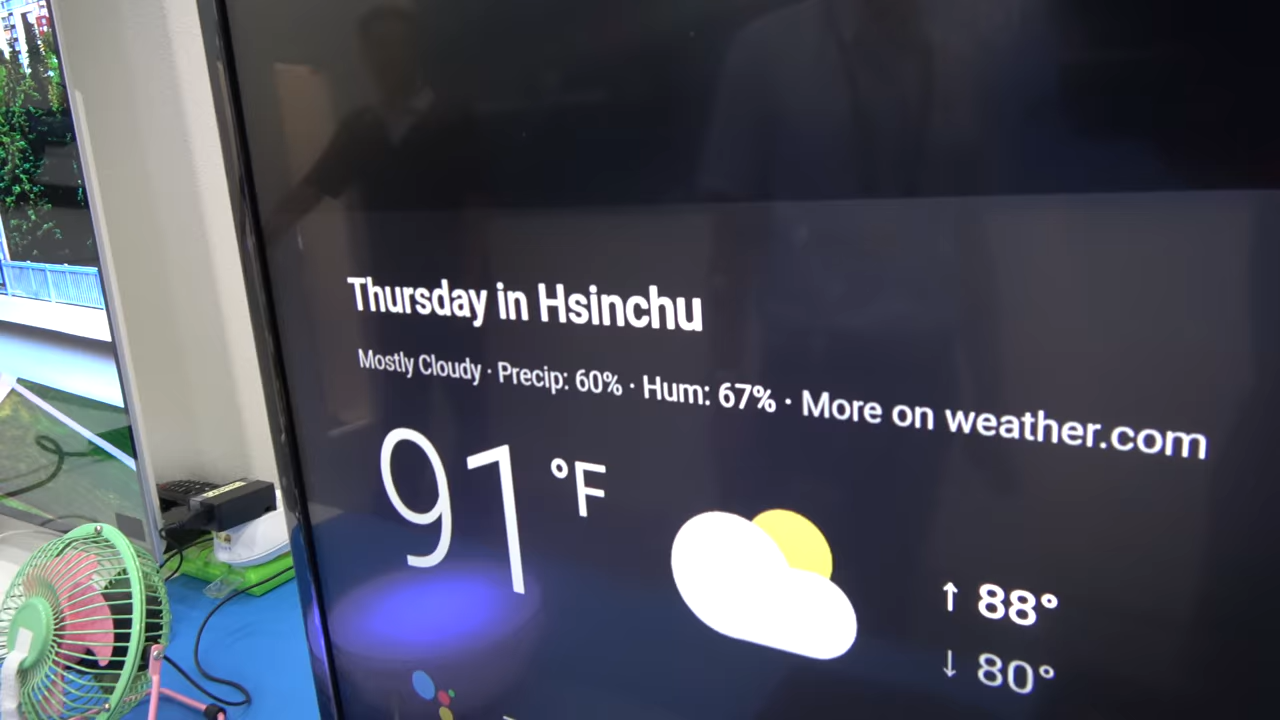 Thursday in Hsinchu
Mostly Cloudy · Precip: 60% · Hum: 67% · More on weather.com
91 °F
↑ 88°
↓ 80°